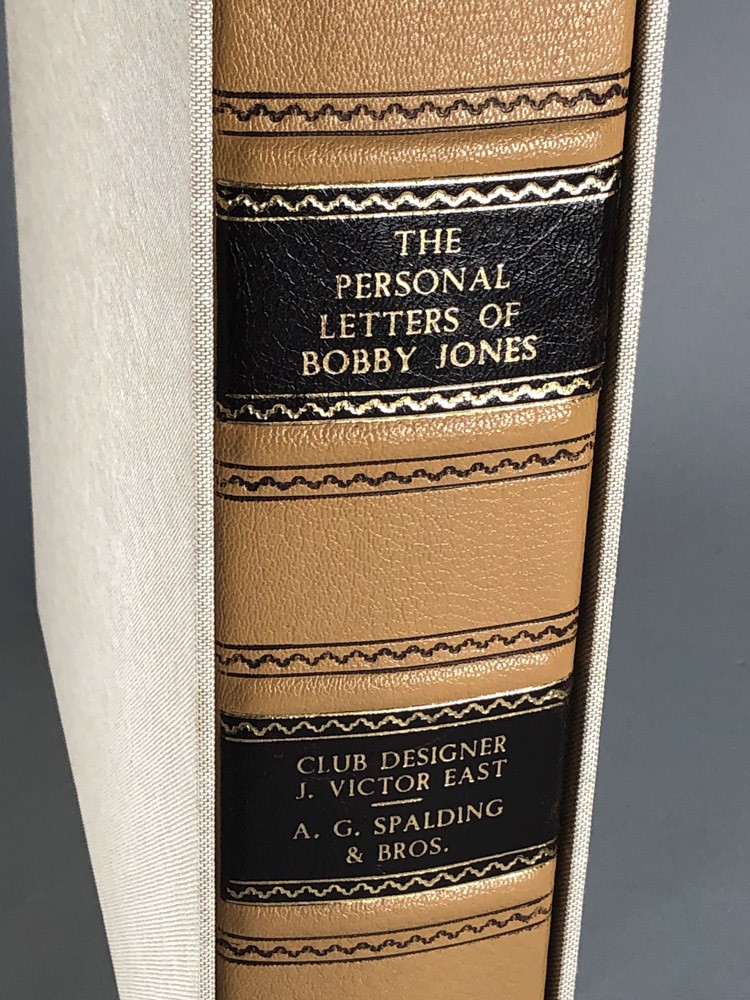 THE
PERSONAL
LETTERS OF
BOBBY JONES
CLUB DESIGNER
J. VICTOR EAST
A. G. SPALDING
& BROS.